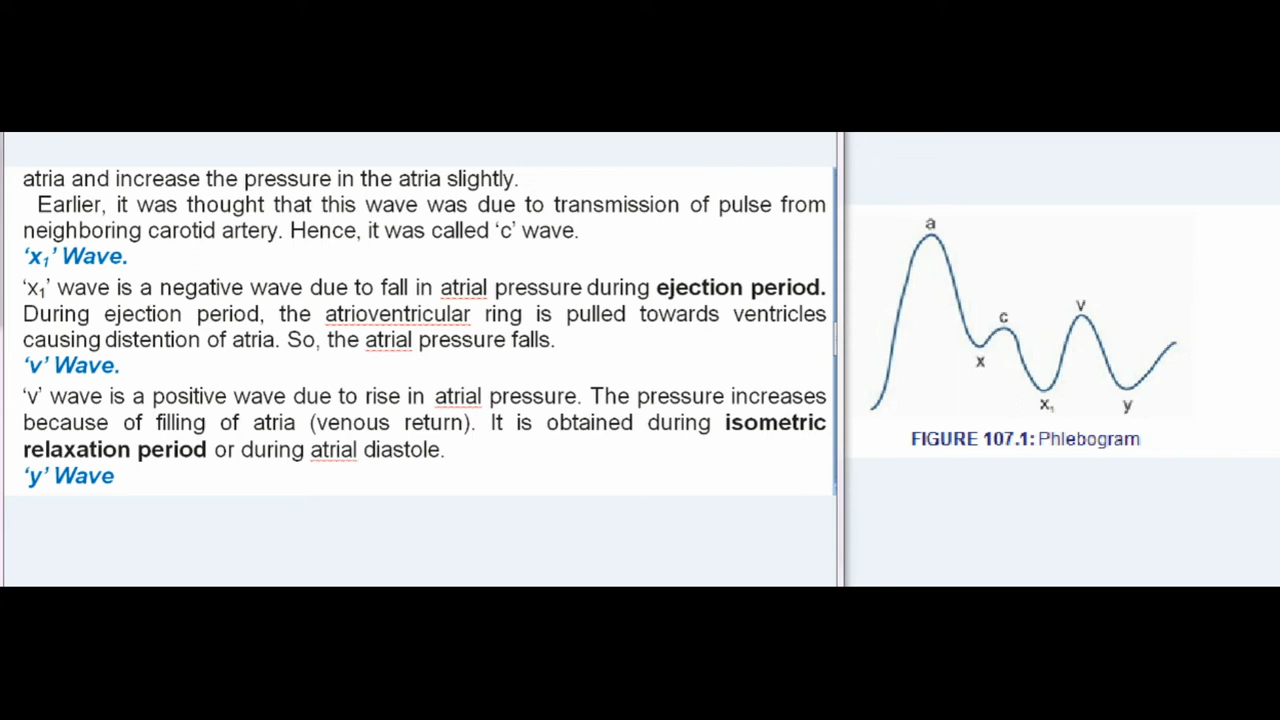 atria and increase the pressure in the atria slightly.
Earlier, it was thought that this wave was due to transmission of pulse from
neighboring carotid artery. Hence, it was called ‘c’ wave.
‘x₁’ Wave.
‘x₁’ wave is a negative wave due to fall in atrial pressure during ejection period.
During ejection period, the atrioventricular ring is pulled towards ventricles
causing distention of atria. So, the atrial pressure falls.
‘v’ Wave.
‘v’ wave is a positive wave due to rise in atrial pressure. The pressure increases
because of filling of atria (venous return). It is obtained during isometric
relaxation period or during atrial diastole.
‘y’ Wave
a
c
v
x
x₁
y
FIGURE 107.1: Phlebogram